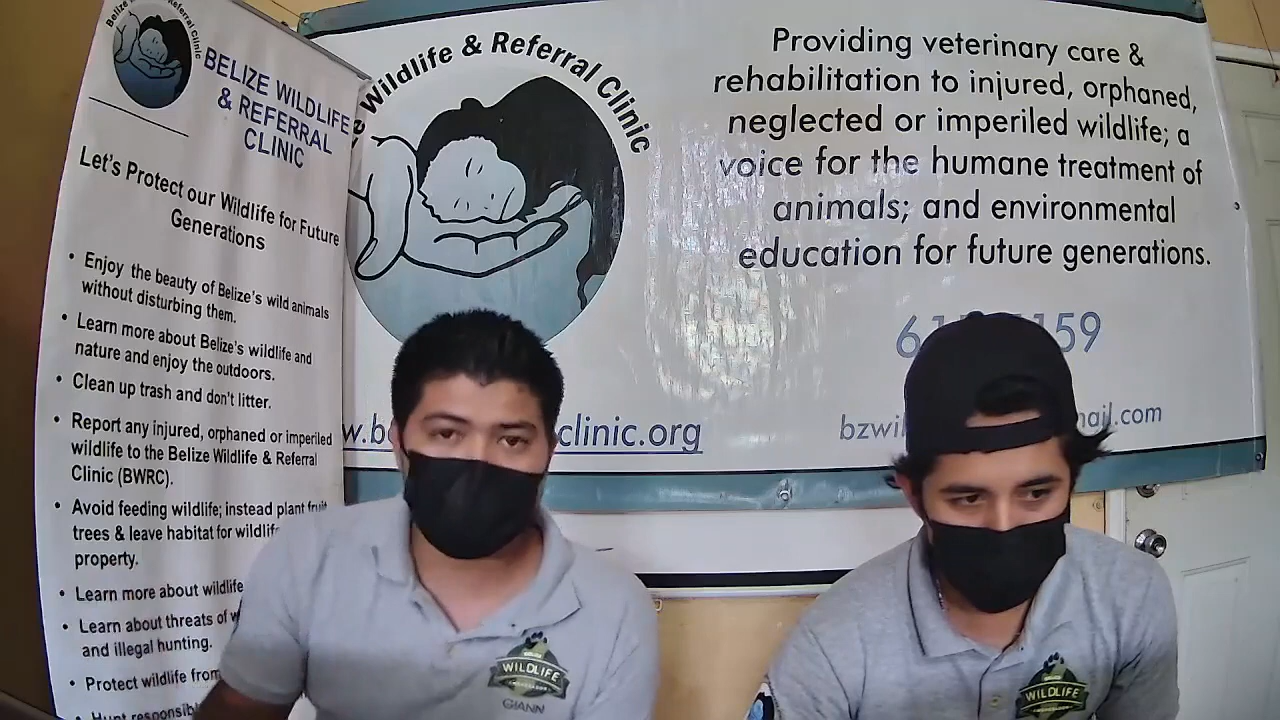 Belize
Referral Clinic
BELIZE WILDLIFE
& REFERRAL
CLINIC
Let's Protect our Wildlife for Future
Generations
• Enjoy the beauty of Belize's wild animals
without disturbing them.
• Learn more about Belize's wildlife and
nature and enjoy the outdoors.
• Clean up trash and don't litter.
• Report any injured, orphaned or imperiled
wildlife to the Belize Wildlife & Referral
Clinic (BWRC).
• Avoid feeding wildlife; instead plant fruit
trees & leave habitat for wildlife
property.
• Learn more about wildlife
• Learn about threats of
and illegal hunting.
• Protect wildlife from
• Hunt
Wildlife & Referral Clinic
Providing veterinary care &
rehabilitation to injured, orphaned,
neglected or imperiled wildlife; a
voice for the humane treatment of
animals; and environmental
education for future generations.
159
clinic.org
bzwil
ail.com
WILDLIFE
GIANN
WILDLIFE